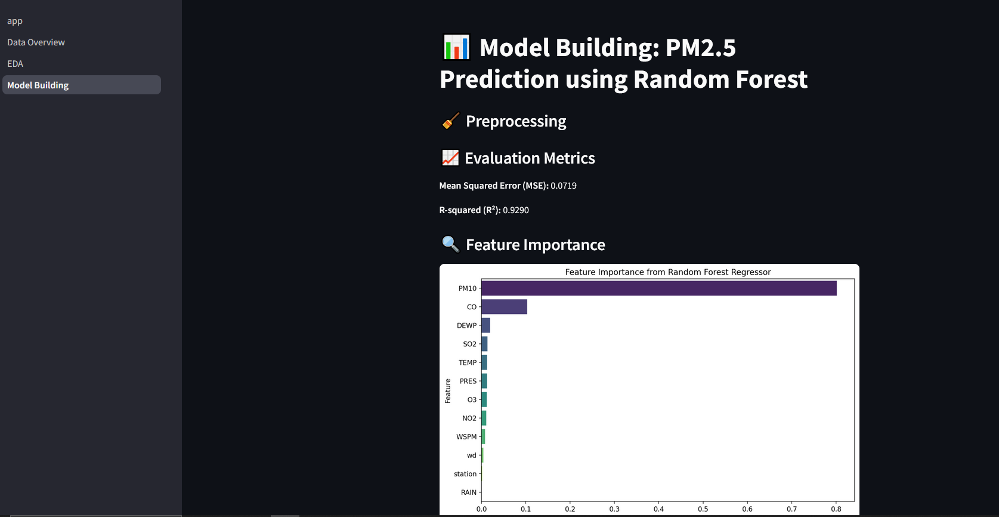 app
Data Overview
EDA
Model Building
📊 Model Building: PM2.5
Prediction using Random Forest
🧹 Preprocessing
📈 Evaluation Metrics
Mean Squared Error (MSE): 0.0719
R-squared (R²): 0.9290
🔍 Feature Importance
Feature Importance from Random Forest Regressor
Feature
PM10
CO
DEWP
SO2
TEMP
PRES
O3
NO2
WSPM
wd
station
RAIN
0.0 0.1 0.2 0.3 0.4 0.5 0.6 0.7 0.8